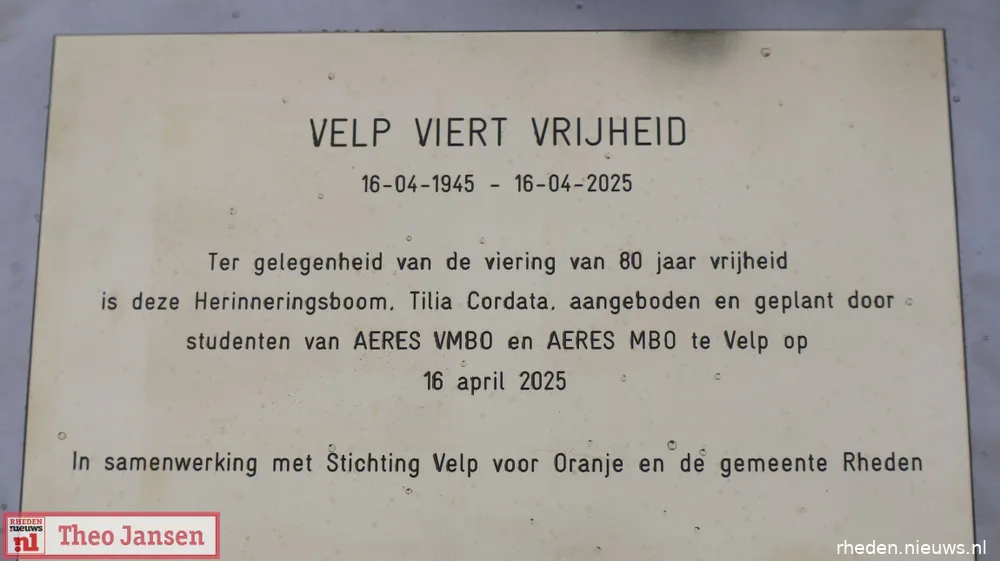 VELP VIERT VRIJHEID
16-04-1945 - 16-04-2025
Ter gelegenheid van de viering van 80 jaar vrijheid
is deze Herinneringsboom, Tilia Cordata, aangeboden en geplant door
studenten van AERES VMBO en AERES MBO te Velp op
16 april 2025
In samenwerking met Stichting Velp voor Oranje en de gemeente Rheden
RHEDEN
nieuws
.nl
Theo Jansen
rheden.nieuws.nl